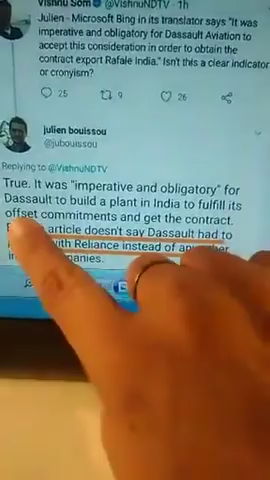 Vishnu Som @VishnuNDTV · 1h
Julien - Microsoft Bing in its translator says "It was
imperative and obligatory for Dassault Aviation to
accept this consideration in order to obtain the
contract export Rafale India." Isn't this a clear indicator
or cronyism?
25 9 26
julien bouissou
@jubouissou
Replying to @VishnuNDTV
True. It was "imperative and obligatory" for
Dassault to build a plant in India to fulfill its
offset commitments and get the contract.
article doesn't say Dassault had to
with Reliance instead of any